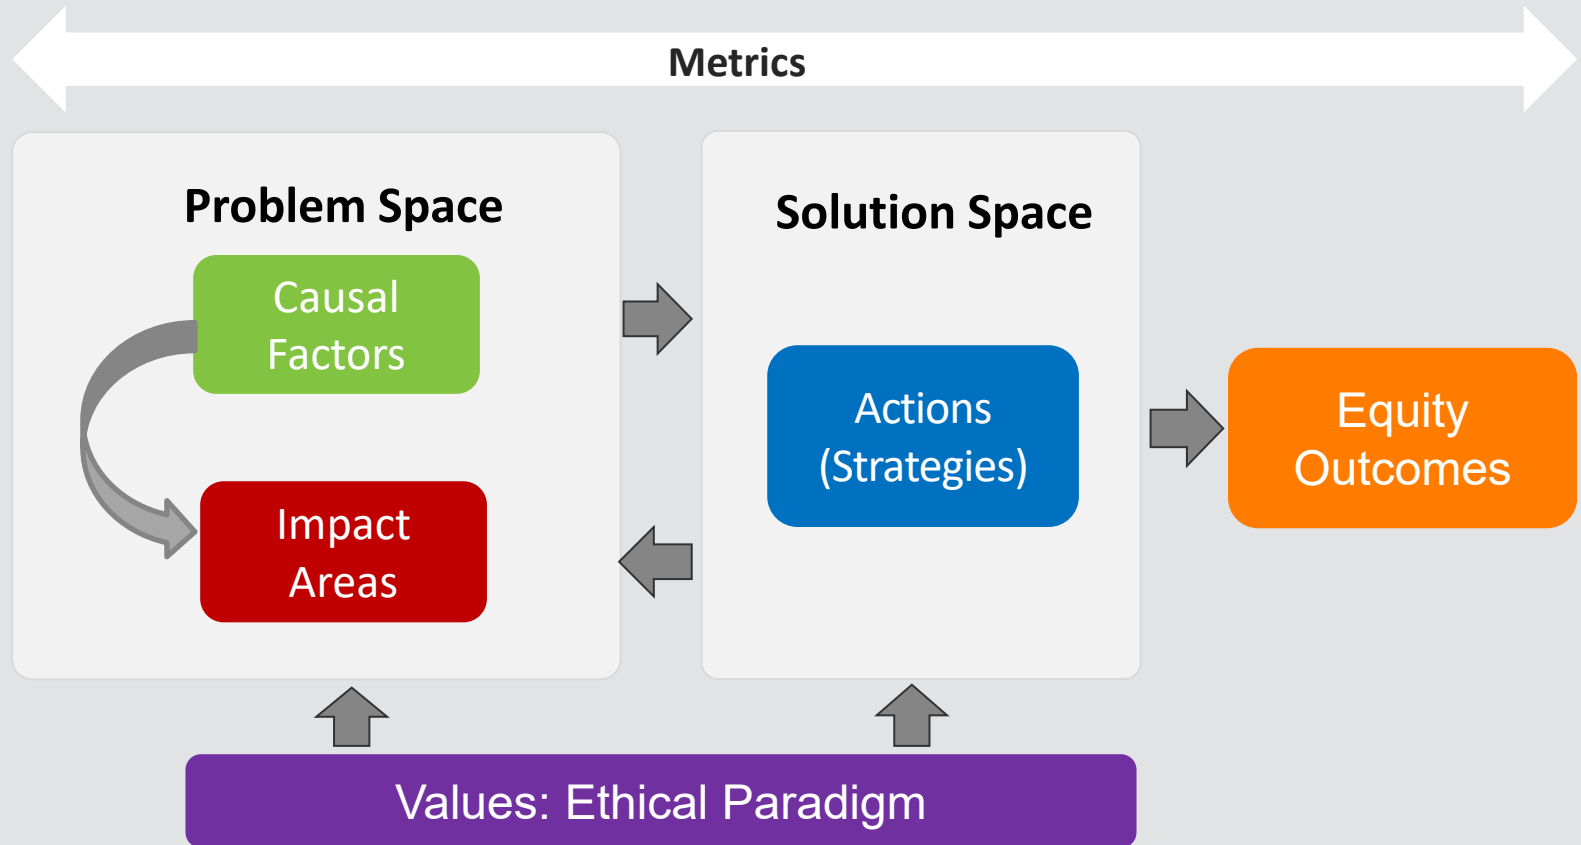 Metrics
Problem Space
Causal
Factors
Impact
Areas
Solution Space
Actions
(Strategies)
Equity
Outcomes
Values: Ethical Paradigm